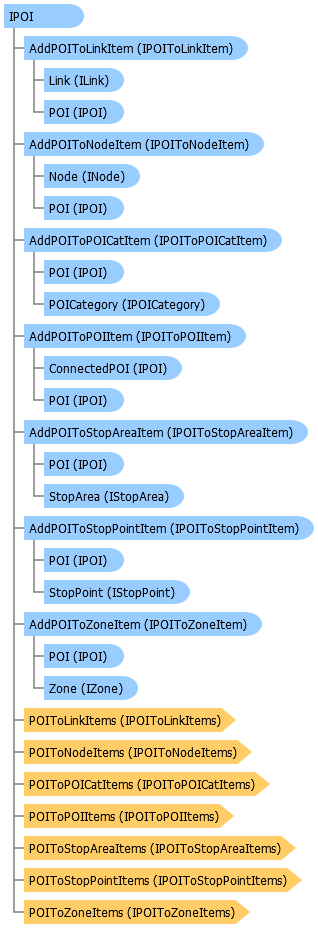 IPOI
AddPOIToLinkItem (IPOIToLinkItem)
Link (ILink)
POI (IPOI)
AddPOIToNodeItem (IPOIToNodeItem)
Node (INode)
POI (IPOI)
AddPOIToPOICatItem (IPOIToPOICatItem)
POI (IPOI)
POICategory (IPOICategory)
AddPOIToPOIItem (IPOIToPOIItem)
ConnectedPOI (IPOI)
POI (IPOI)
AddPOIToStopAreaItem (IPOIToStopAreaItem)
POI (IPOI)
StopArea (IStopArea)
AddPOIToStopPointItem (IPOIToStopPointItem)
POI (IPOI)
StopPoint (IStopPoint)
AddPOIToZoneItem (IPOIToZoneItem)
POI (IPOI)
Zone (IZone)
POIToLinkItems (IPOIToLinkItems)
POIToNodeItems (IPOIToNodeItems)
POIToPOICatItems (IPOIToPOICatItems)
POIToPOIItems (IPOIToPOIItems)
POIToStopAreaItems (IPOIToStopAreaItems)
POIToStopPointItems (IPOIToStopPointItems)
POIToZoneItems (IPOIToZoneItems)